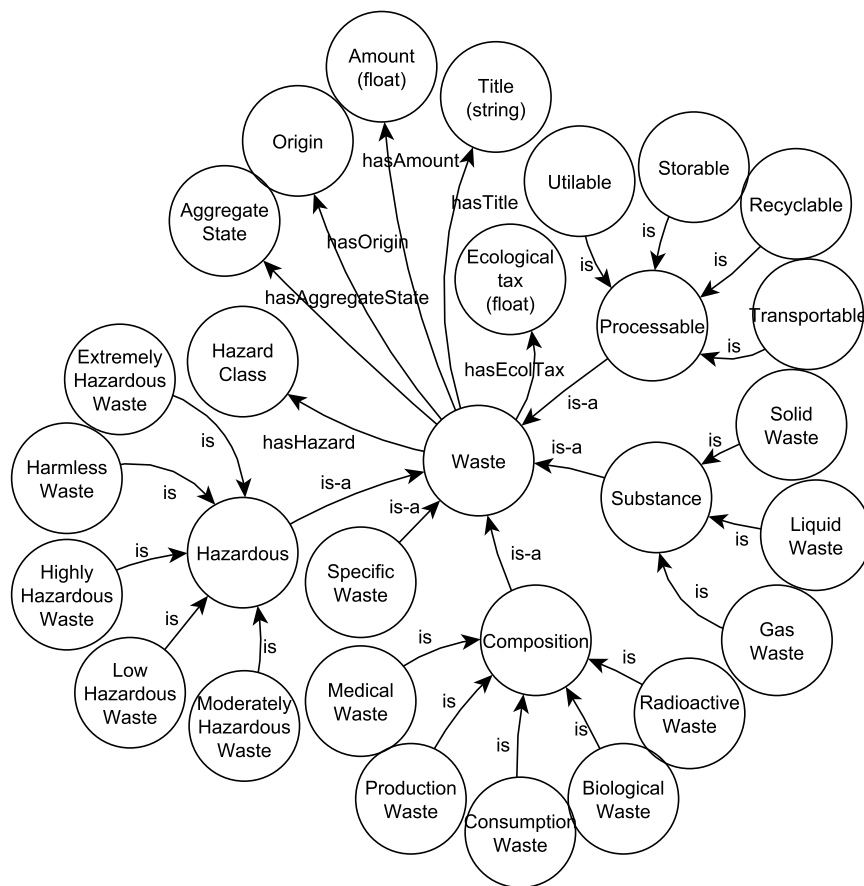 Amount
(float)
Title
(string)
Origin
hasAmount
Storable
Utilable
Recyclable
Aggregate
State
hasTitle
hasOrigin
is
is
is
Ecological
tax
(float)
hasAggregateState
Processable
Transportable
is
Extremely
Hazardous
Waste
Hazard
Class
hasEcolTax
is-a
Solid
Waste
is
is
hasHazard
is-a
Waste
Harmless
Waste
is
is-a
is-a
Substance
Liquid
Waste
is
Hazardous
is
is-a
Highly
Hazardous
Waste
Specific
Waste
is
Gas
Waste
is
Composition
is
is
is
Low
Hazardous
Waste
Medical
Waste
Radioactive
Waste
Moderately
Hazardous
Waste
is
is
is
Production
Waste
Biological
Waste
Consumption
Waste